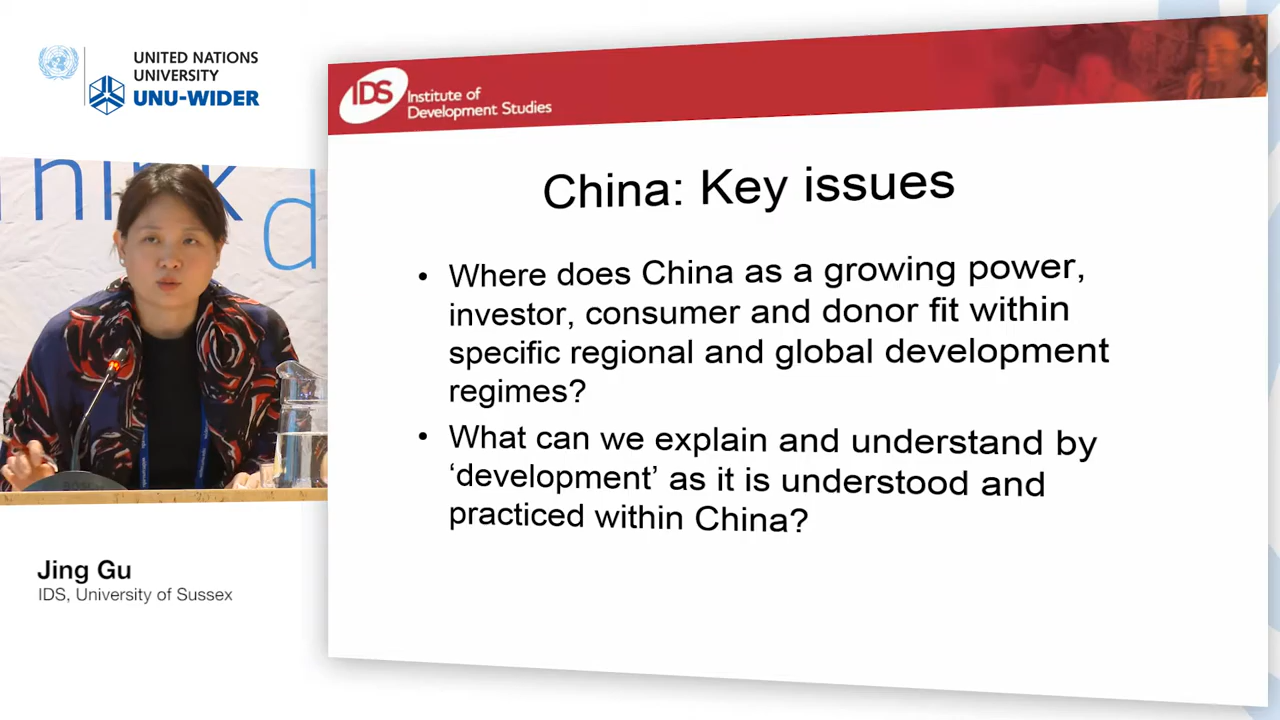 UNITED NATIONS
UNIVERSITY
UNU-WIDER
think
d
Jing Gu
IDS, University of Sussex
IDS Institute of
Development Studies
China: Key issues
• Where does China as a growing power,
investor, consumer and donor fit within
specific regional and global development
regimes?
• What can we explain and understand by
‘development’ as it is understood and
practiced within China?